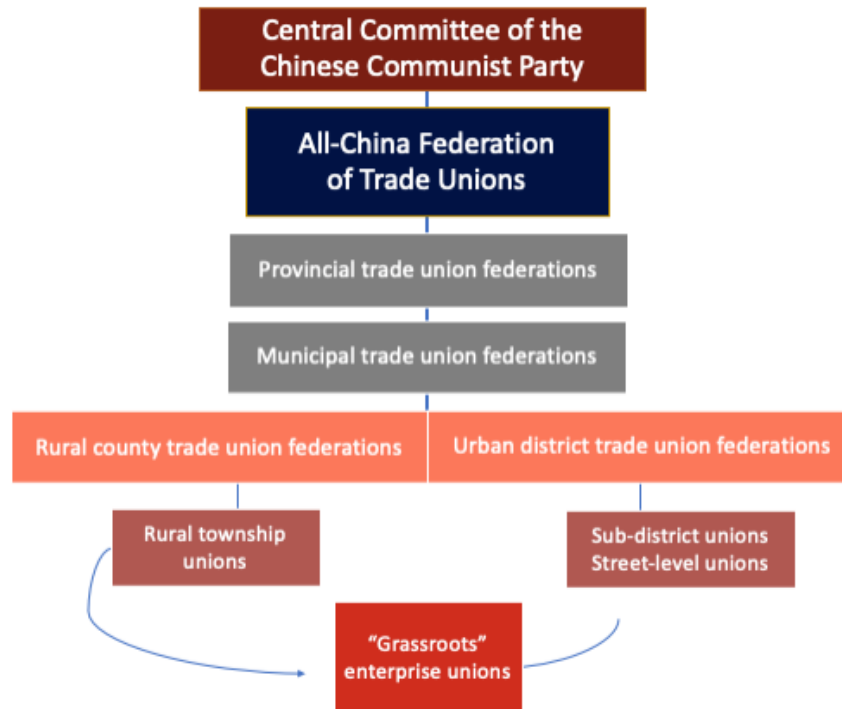 Central Committee of the
Chinese Communist Party
All-China Federation
of Trade Unions
Provincial trade union federations
Municipal trade union federations
Rural county trade union federations
Urban district trade union federations
Rural township
unions
Sub-district unions
Street-level unions
“Grassroots”
enterprise unions